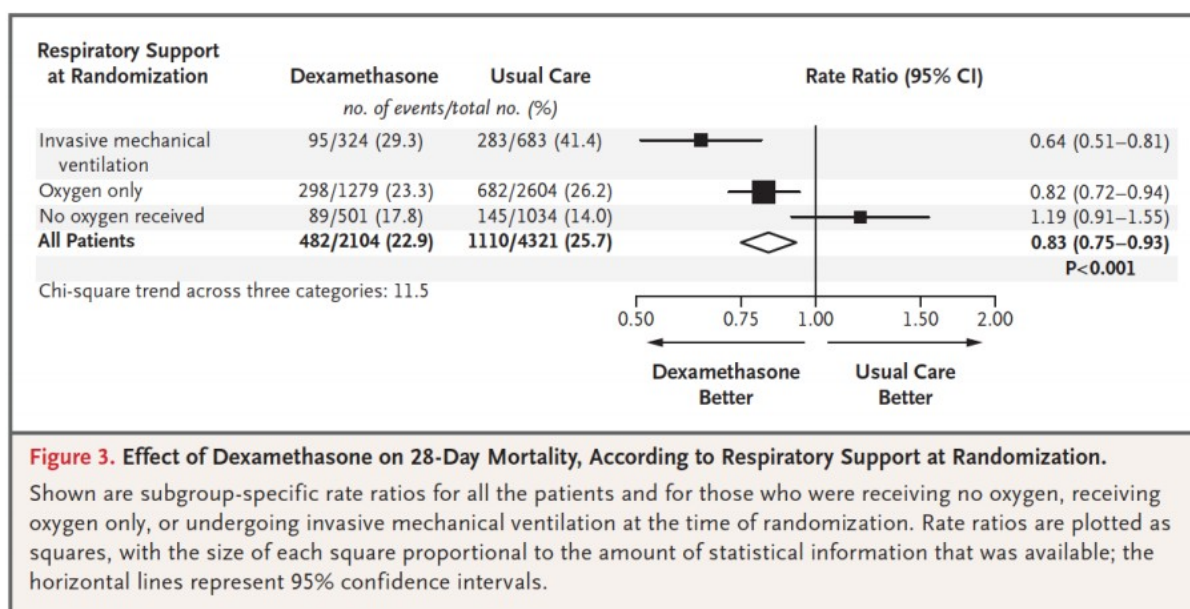 Respiratory Support
at Randomization Dexamethasone Usual Care Rate Ratio (95% CI)
no. of events/total no. (%)
Invasive mechanical 95/324 (29.3) 283/683 (41.4) 0.64 (0.51–0.81)
ventilation
Oxygen only 298/1279 (23.3) 682/2604 (26.2) 0.82 (0.72–0.94)
No oxygen received 89/501 (17.8) 145/1034 (14.0) 1.19 (0.91–1.55)
All Patients 482/2104 (22.9) 1110/4321 (25.7) 0.83 (0.75–0.93)
P<0.001
Chi-square trend across three categories: 11.5
0.50 0.75 1.00 1.50 2.00
Dexamethasone Usual Care
Better Better
Figure 3. Effect of Dexamethasone on 28-Day Mortality, According to Respiratory Support at Randomization.
Shown are subgroup-specific rate ratios for all the patients and for those who were receiving no oxygen, receiving
oxygen only, or undergoing invasive mechanical ventilation at the time of randomization. Rate ratios are plotted as
squares, with the size of each square proportional to the amount of statistical information that was available; the
horizontal lines represent 95% confidence intervals.